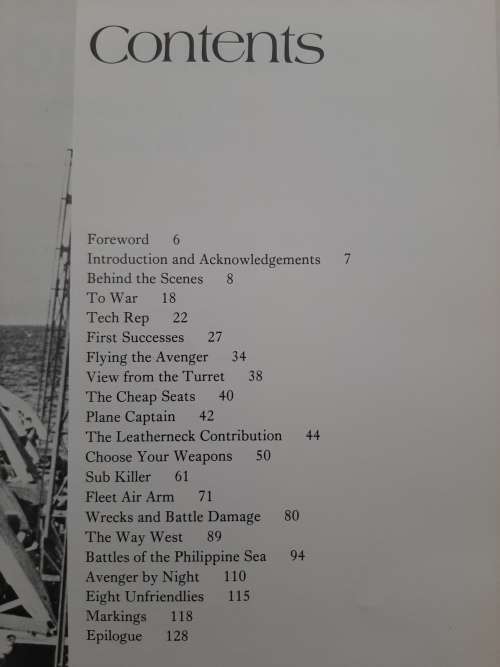 Contents
Foreword 6
Introduction and Acknowledgements 7
Behind the Scenes 8
To War 18
Tech Rep 22
First Successes 27
Flying the Avenger 34
View from the Turret 38
The Cheap Seats 40
Plane Captain 42
The Leatherneck Contribution 44
Choose Your Weapons 50
Sub Killer 61
Fleet Air Arm 71
Wrecks and Battle Damage 80
The Way West 89
Battles of the Philippine Sea 94
Avenger by Night 110
Eight Unfriendlies 115
Markings 118
Epilogue 128